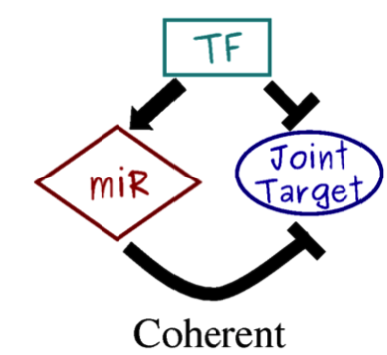 TF
miR
Joint
Target
Coherent